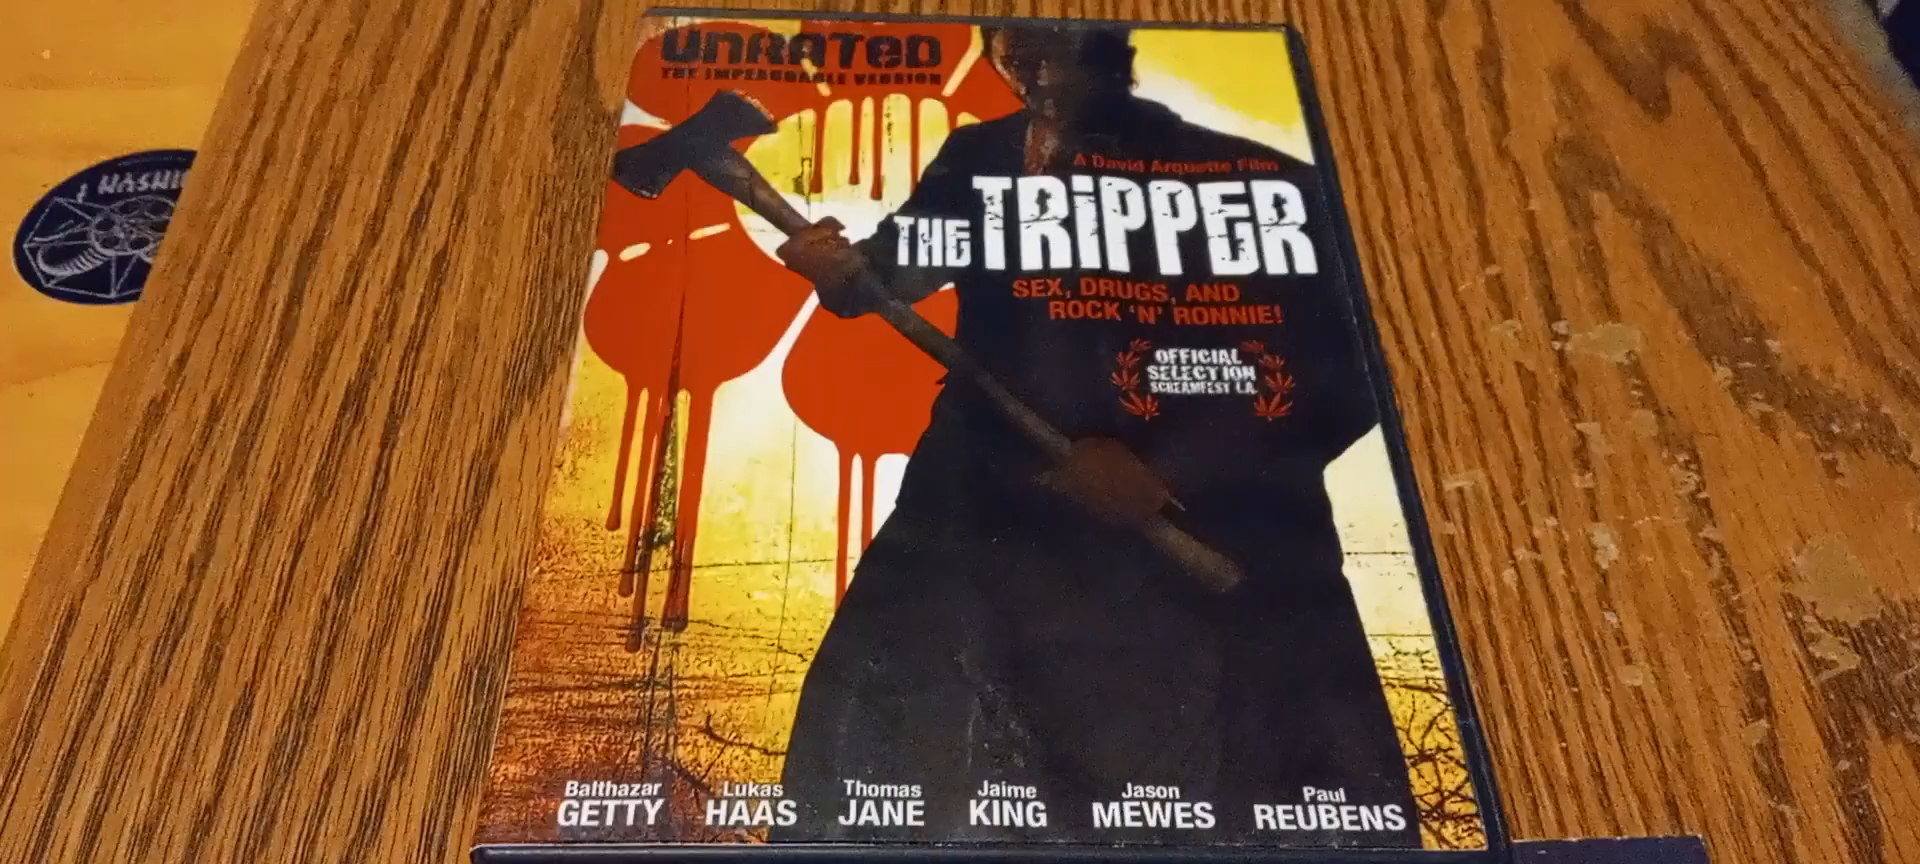 UNRATED
THE IMPEACHABLE VERSION
A David Arquette Film
THE TRiPPER
SEX, DRUGS, AND
ROCK 'N' RONNIE!
OFFICIAL
SELECTION
SCREAMFEST L.A.
Balthazar
GETTY
Lukas
HAAS
Thomas
JANE
Jaime
KING
Jason
MEWES
Paul
REUBENS